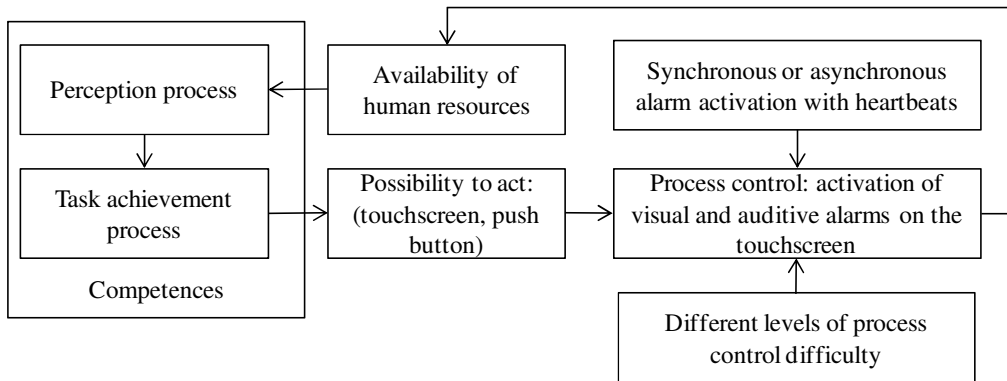 Perception process
Availability of
human resources
Synchronous or asynchronous
alarm activation with heartbeats
Task achievement
process
Possibility to act:
(touchscreen, push
button)
Process control: activation of
visual and auditive alarms on the
touchscreen
Competences
Different levels of process
control difficulty